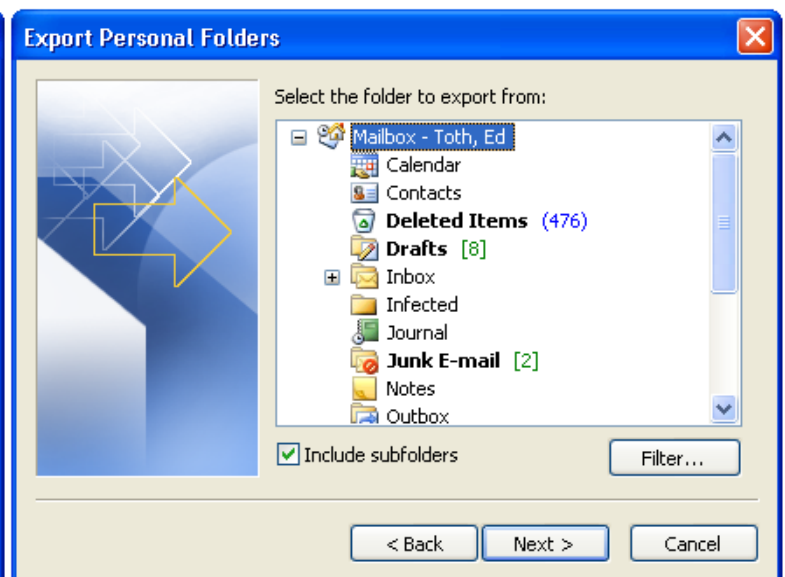 Export Personal Folders
Select the folder to export from:
Mailbox - Toth, Ed
Calendar
Contacts
Deleted Items (476)
Drafts [8]
Inbox
Infected
Journal
Junk E-mail [2]
Notes
Outbox
Include subfolders
Filter...
< Back
Next >
Cancel